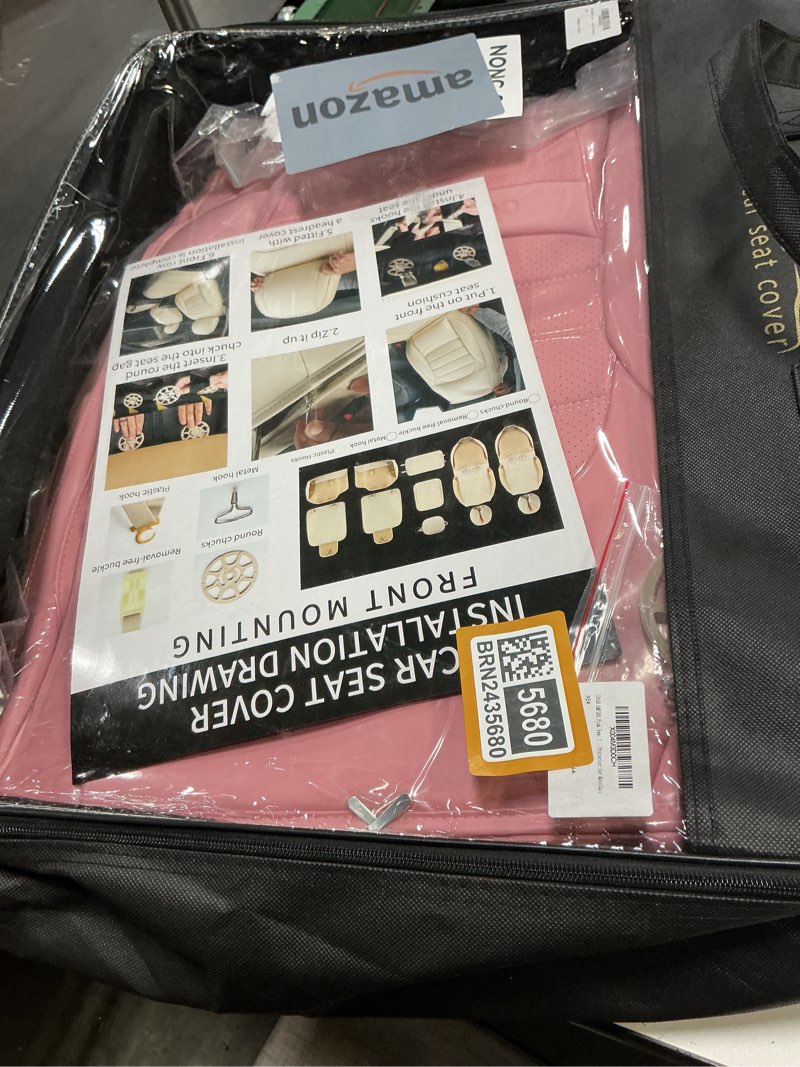 amazon
NONC
CAR SEAT COVER
INSTALLATION DRAWING
FRONT MOUNTING
Round chucks
Removal-free buckle
Metal hook
Plastic hook
Round chucks
Removal-free buckle
Metal hook
Plastic Hooks
1.Put on the front
seat cushion
2.Zip it up
3.Insert the round
chuck into the seat gap
4.Install the hooks
under the seat
5.Fitted with
a headrest cover
6.Front row
installation is complete
BRN2435680
5680
seat cover